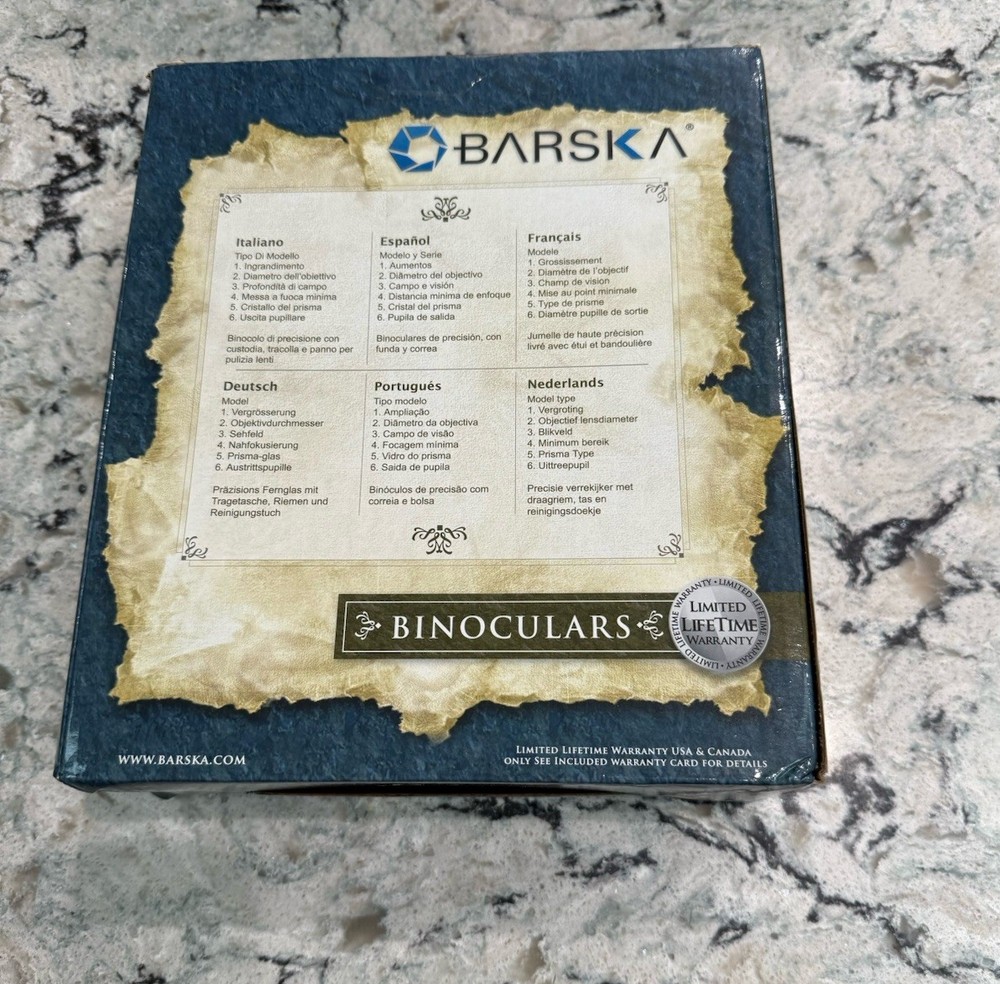 BARSKA®
Italiano
Tipo Di Modello
1. Ingrandimento
2. Diametro dell'obiettivo
3. Profondità di campo
4. Messa a fuoca minima
5. Cristallo del prisma
6. Uscita pupillare
Binocolo di precisione con
custodia, tracolla e panno per
pulizia lenti
Español
Modelo y Serie
1. Aumentos
2. Diámetro del objectivo
3. Campo e visión
4. Distancia minima de enfoque
5. Cristal del prisma
6. Pupila de salida
Binoculares de precisión, con
funda y correa
Français
Modele
1. Grossissement
2. Diamètre de l'objectif
3. Champ de vision
4. Mise au point minimale
5. Type de prisme
6. Diamètre pupille de sortie
Jumelle de haute précision
livré avec étui et bandoulière
Deutsch
Model
1. Vergrösserung
2. Objektivdurchmesser
3. Sehfeld
4. Nahfokusierung
5. Prisma-glas
6. Austrittspupille
Präzisions Fernglas mit
Tragetasche, Riemen und
Reinigungstuch
Portugués
Tipo modelo
1. Ampliação
2. Diámetro da objectiva
3. Campo de visão
4. Focagem mínima
5. Vidro do prisma
6. Saida de pupila
Binóculos de precisão com
correia e bolsa
Nederlands
Model type
1. Vergroting
2. Objectief lensdiameter
3. Blikveld
4. Minimum bereik
5. Prisma Type
6. Uittreepupil
Precisie verrekijker met
draagriem, tas en
reinigingsdoekje
BINOCULARS
LIMITED LIFETIME WARRANTY • LIMITED LIFETIME WARRANTY •
LIMITED
LIFETIME
WARRANTY
WWW.BARSKA.COM
LIMITED LIFETIME WARRANTY USA & CANADA
ONLY SEE INCLUDED WARRANTY CARD FOR DETAILS